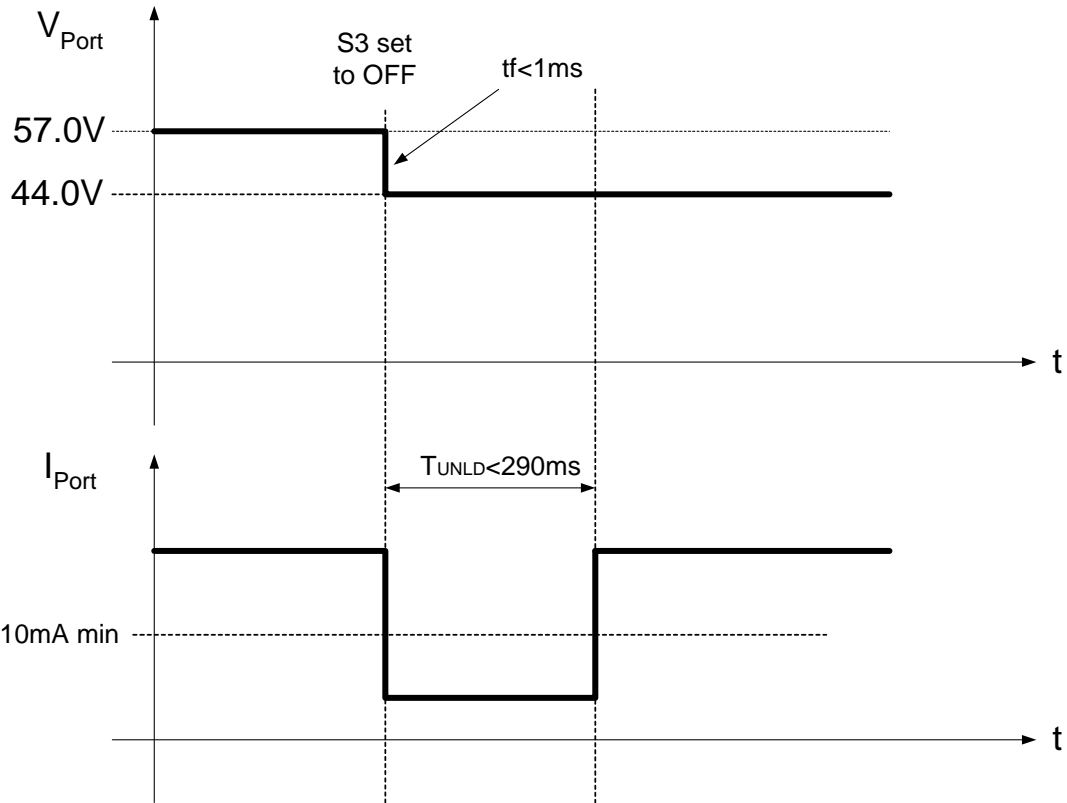 VPort
S3 set
to OFF
tf<1ms
57.0V
44.0V
t
IPort
TUNLD<290ms
10mA min
t